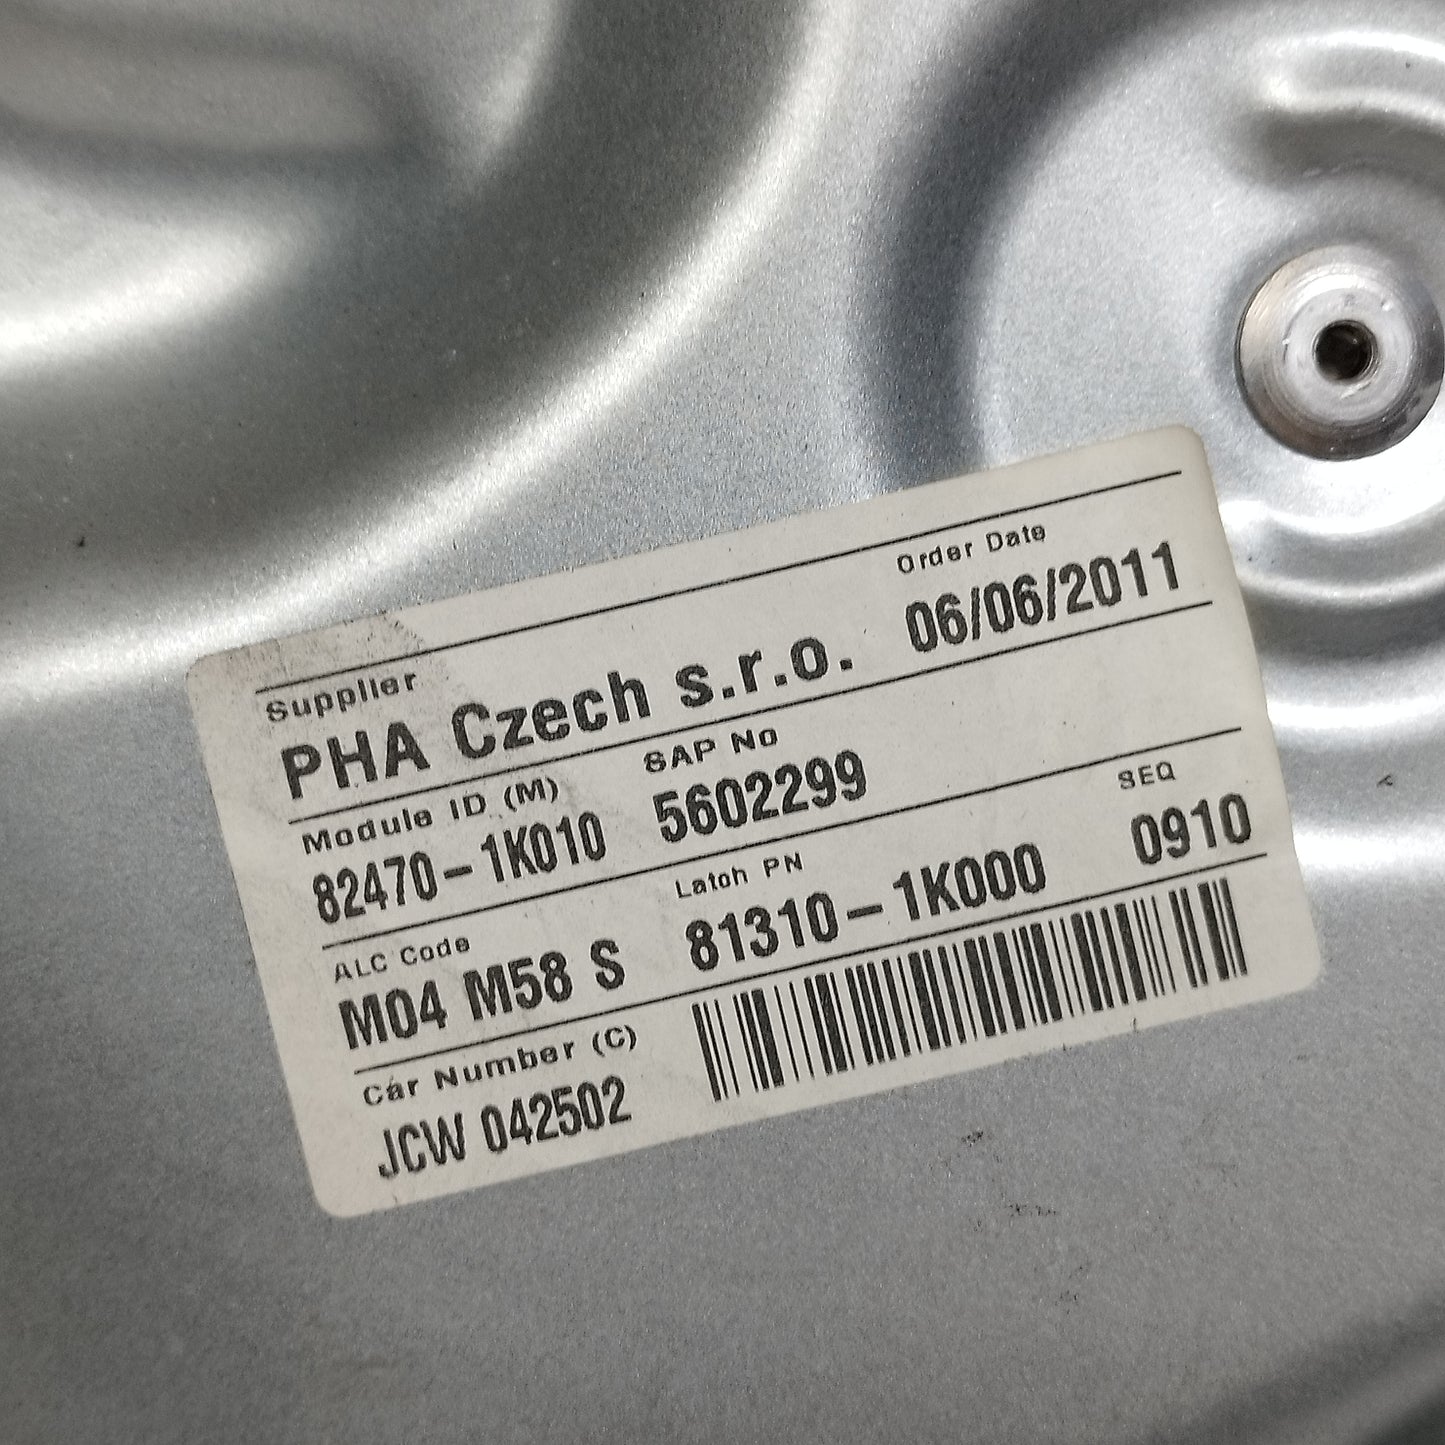 Supplier Order Date
PHA Czech s.r.o. 06/06/2011
Module ID (M) SAP No
82470-1K010 5602299
ALC Code Latch PN SEQ
M04 M58 S 81310-1K000 0910
Car Number (C)
JCW 042502